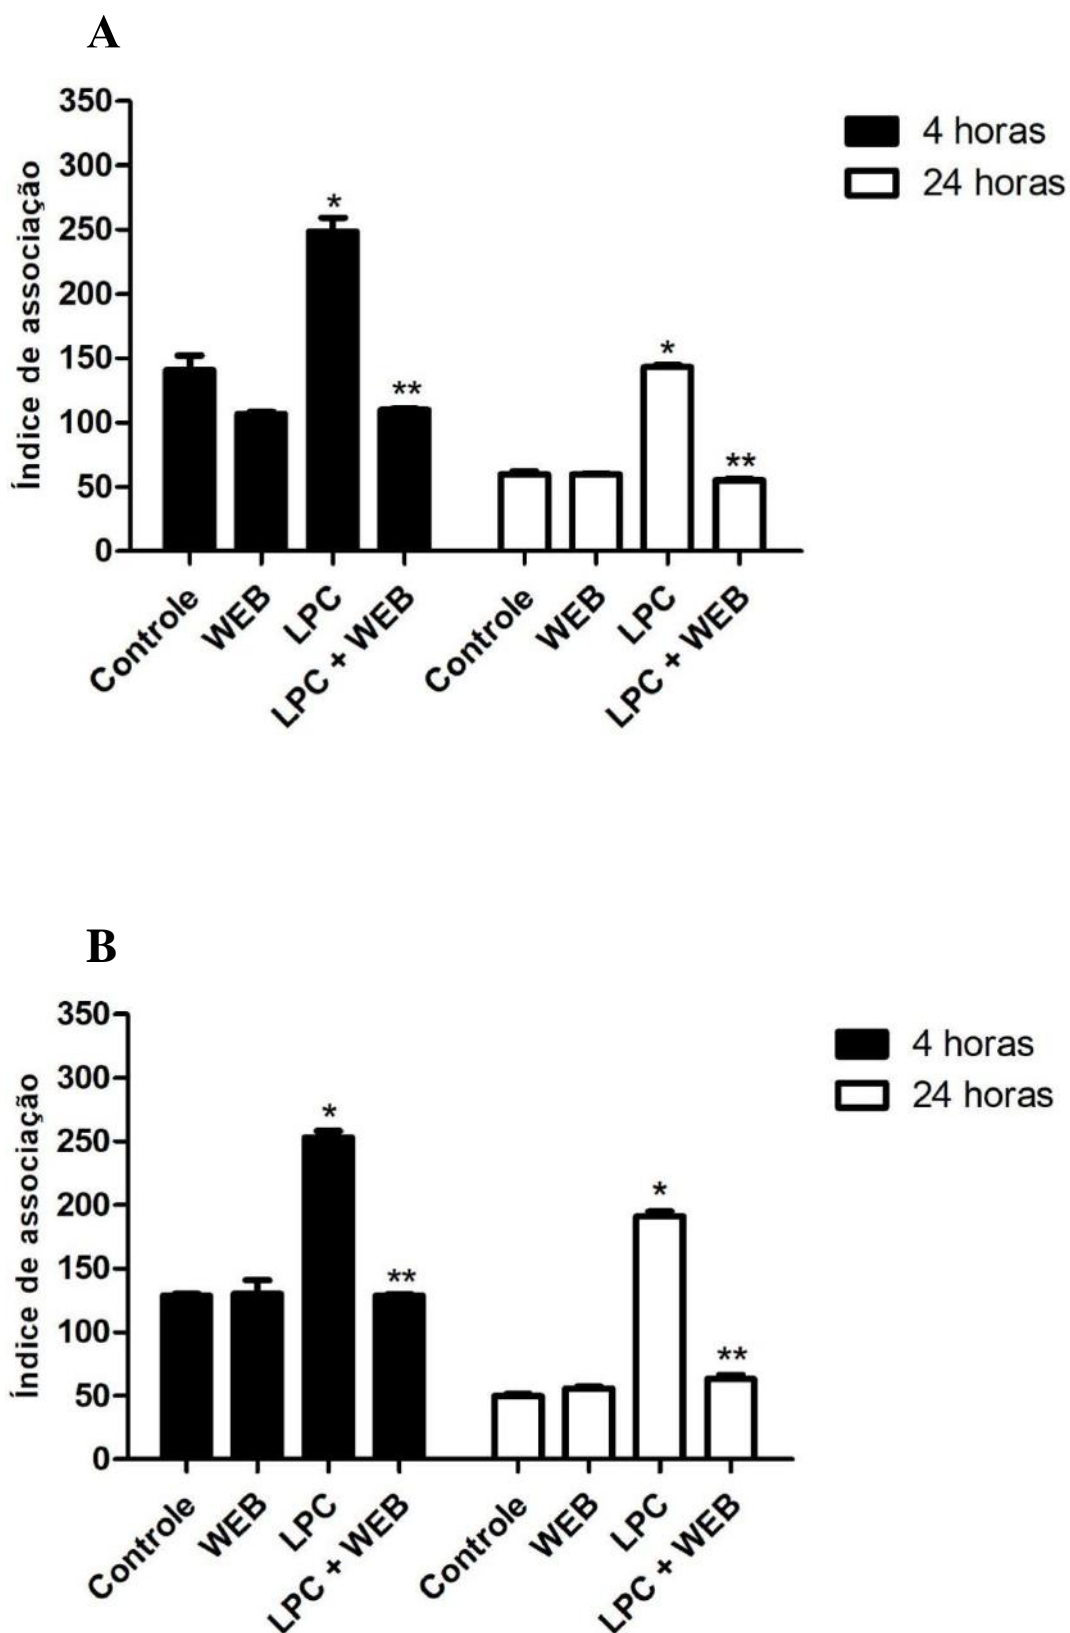 A
350
300
250
200
150
100
50
0
Índice de associação
4 horas
24 horas
*
**
*
**
Controle
WEB
LPC
LPC + WEB
Controle
WEB
LPC
LPC + WEB
B
350
300
250
200
150
100
50
0
Índice de associação
4 horas
24 horas
*
**
*
**
Controle
WEB
LPC
LPC + WEB
Controle
WEB
LPC
LPC + WEB